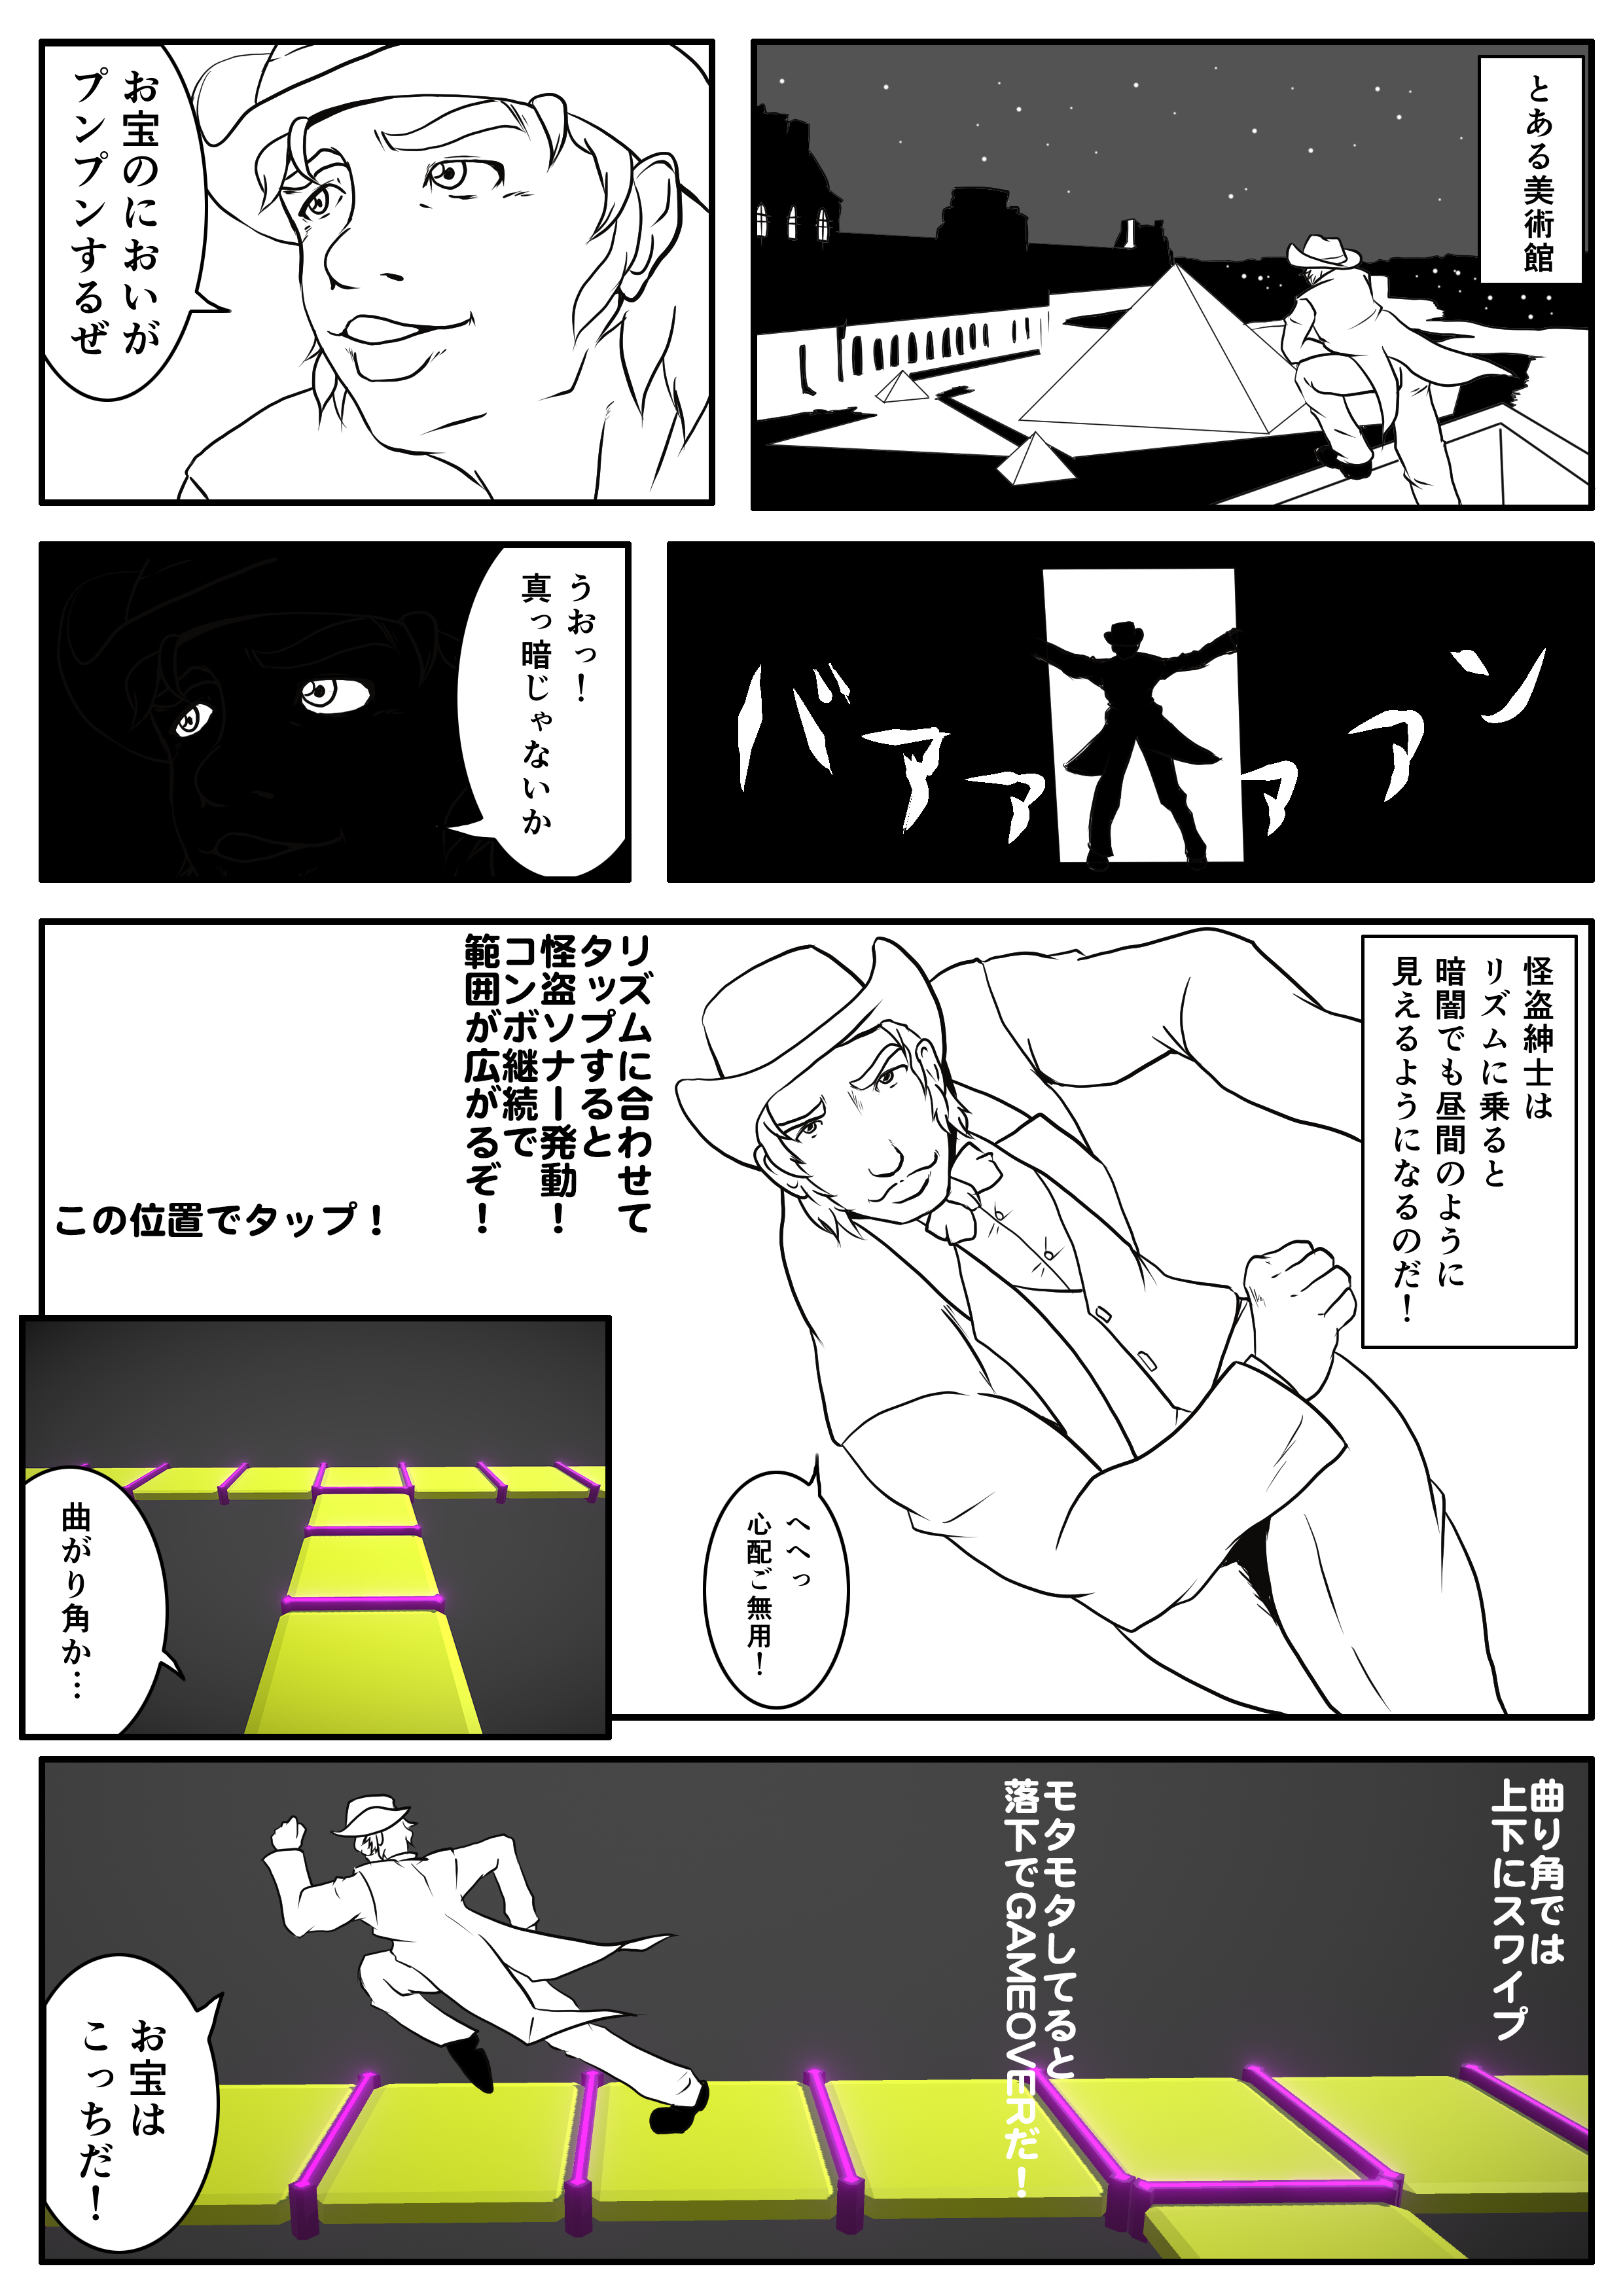 とある美術館
お宝のにおいが
プンプンするぜ
バァァァァン
うおっ!
真っ暗じゃないか
怪盗紳士は
リズムに乗ると
暗闇でも昼間のように
見えるようになるのだ!
へへっ
心配ご無用!
リズムに合わせて
タップすると
怪盗ソナー発動!
コンボ継続で
範囲が広がるぞ!
この位置でタップ!
曲がり角か…
曲り角では
上下にスワイプ
モタモタしてると
落下でGAMEOVERだ!
お宝は
こっちだ!